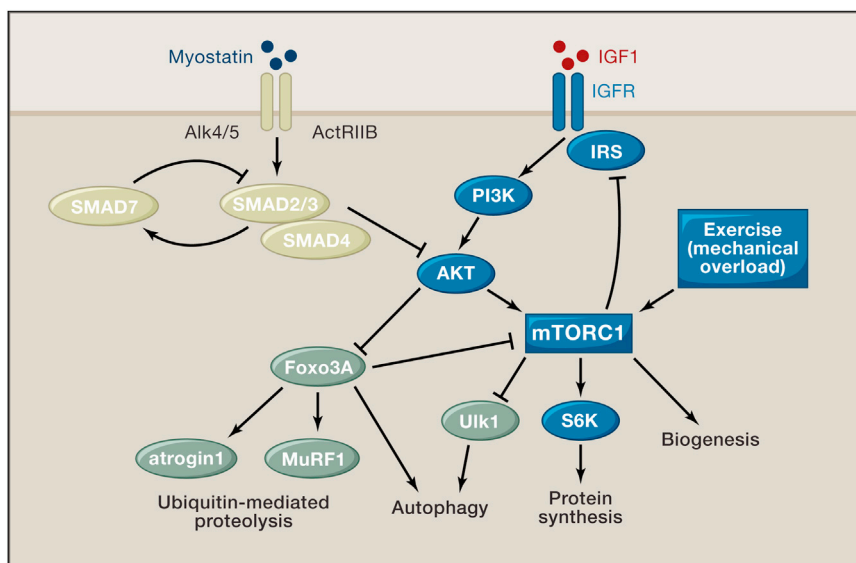 Myostatin
IGF1
IGFR
Alk4/5
ActRIIB
IRS
SMAD7
SMAD2/3
SMAD4
PI3K
Exercise
(mechanical
overload)
AKT
mTORC1
Foxo3A
Ulk1
S6K
Biogenesis
atrogin1
MuRF1
Ubiquitin-mediated
proteolysis
Autophagy
Protein
synthesis